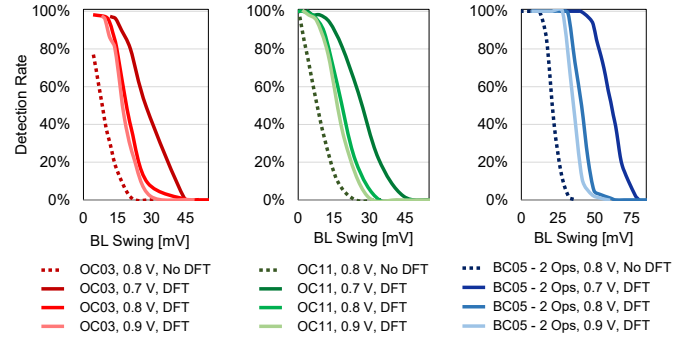 100%
80%
60%
40%
20%
0%
Detection Rate
0 15 30 45
BL Swing [mV]
OC03, 0.8 V, No DFT
OC03, 0.7 V, DFT
OC03, 0.8 V, DFT
OC03, 0.9 V, DFT
100%
80%
60%
40%
20%
0%
0 15 30 45
BL Swing [mV]
OC11, 0.8 V, No DFT
OC11, 0.7 V, DFT
OC11, 0.8 V, DFT
OC11, 0.9 V, DFT
100%
80%
60%
40%
20%
0%
0 25 50 75
BL Swing [mV]
BC05 - 2 Ops, 0.8 V, No DFT
BC05 - 2 Ops, 0.7 V, DFT
BC05 - 2 Ops, 0.8 V, DFT
BC05 - 2 Ops, 0.9 V, DFT